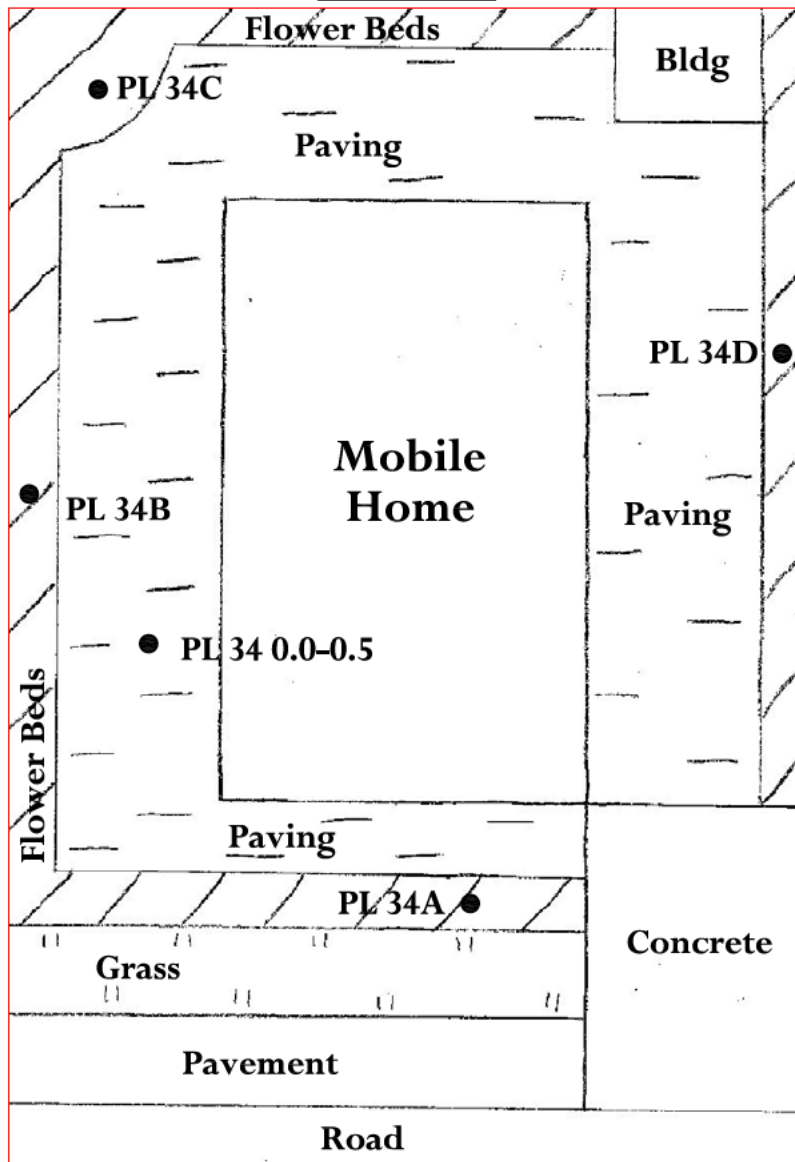 Flower Beds
Bldg
PL 34C
Paving
PL 34D
Mobile
Home
PL 34B
Paving
PL 34 0.0–0.5
Flower Beds
Paving
PL 34A
Concrete
Grass
Pavement
Road